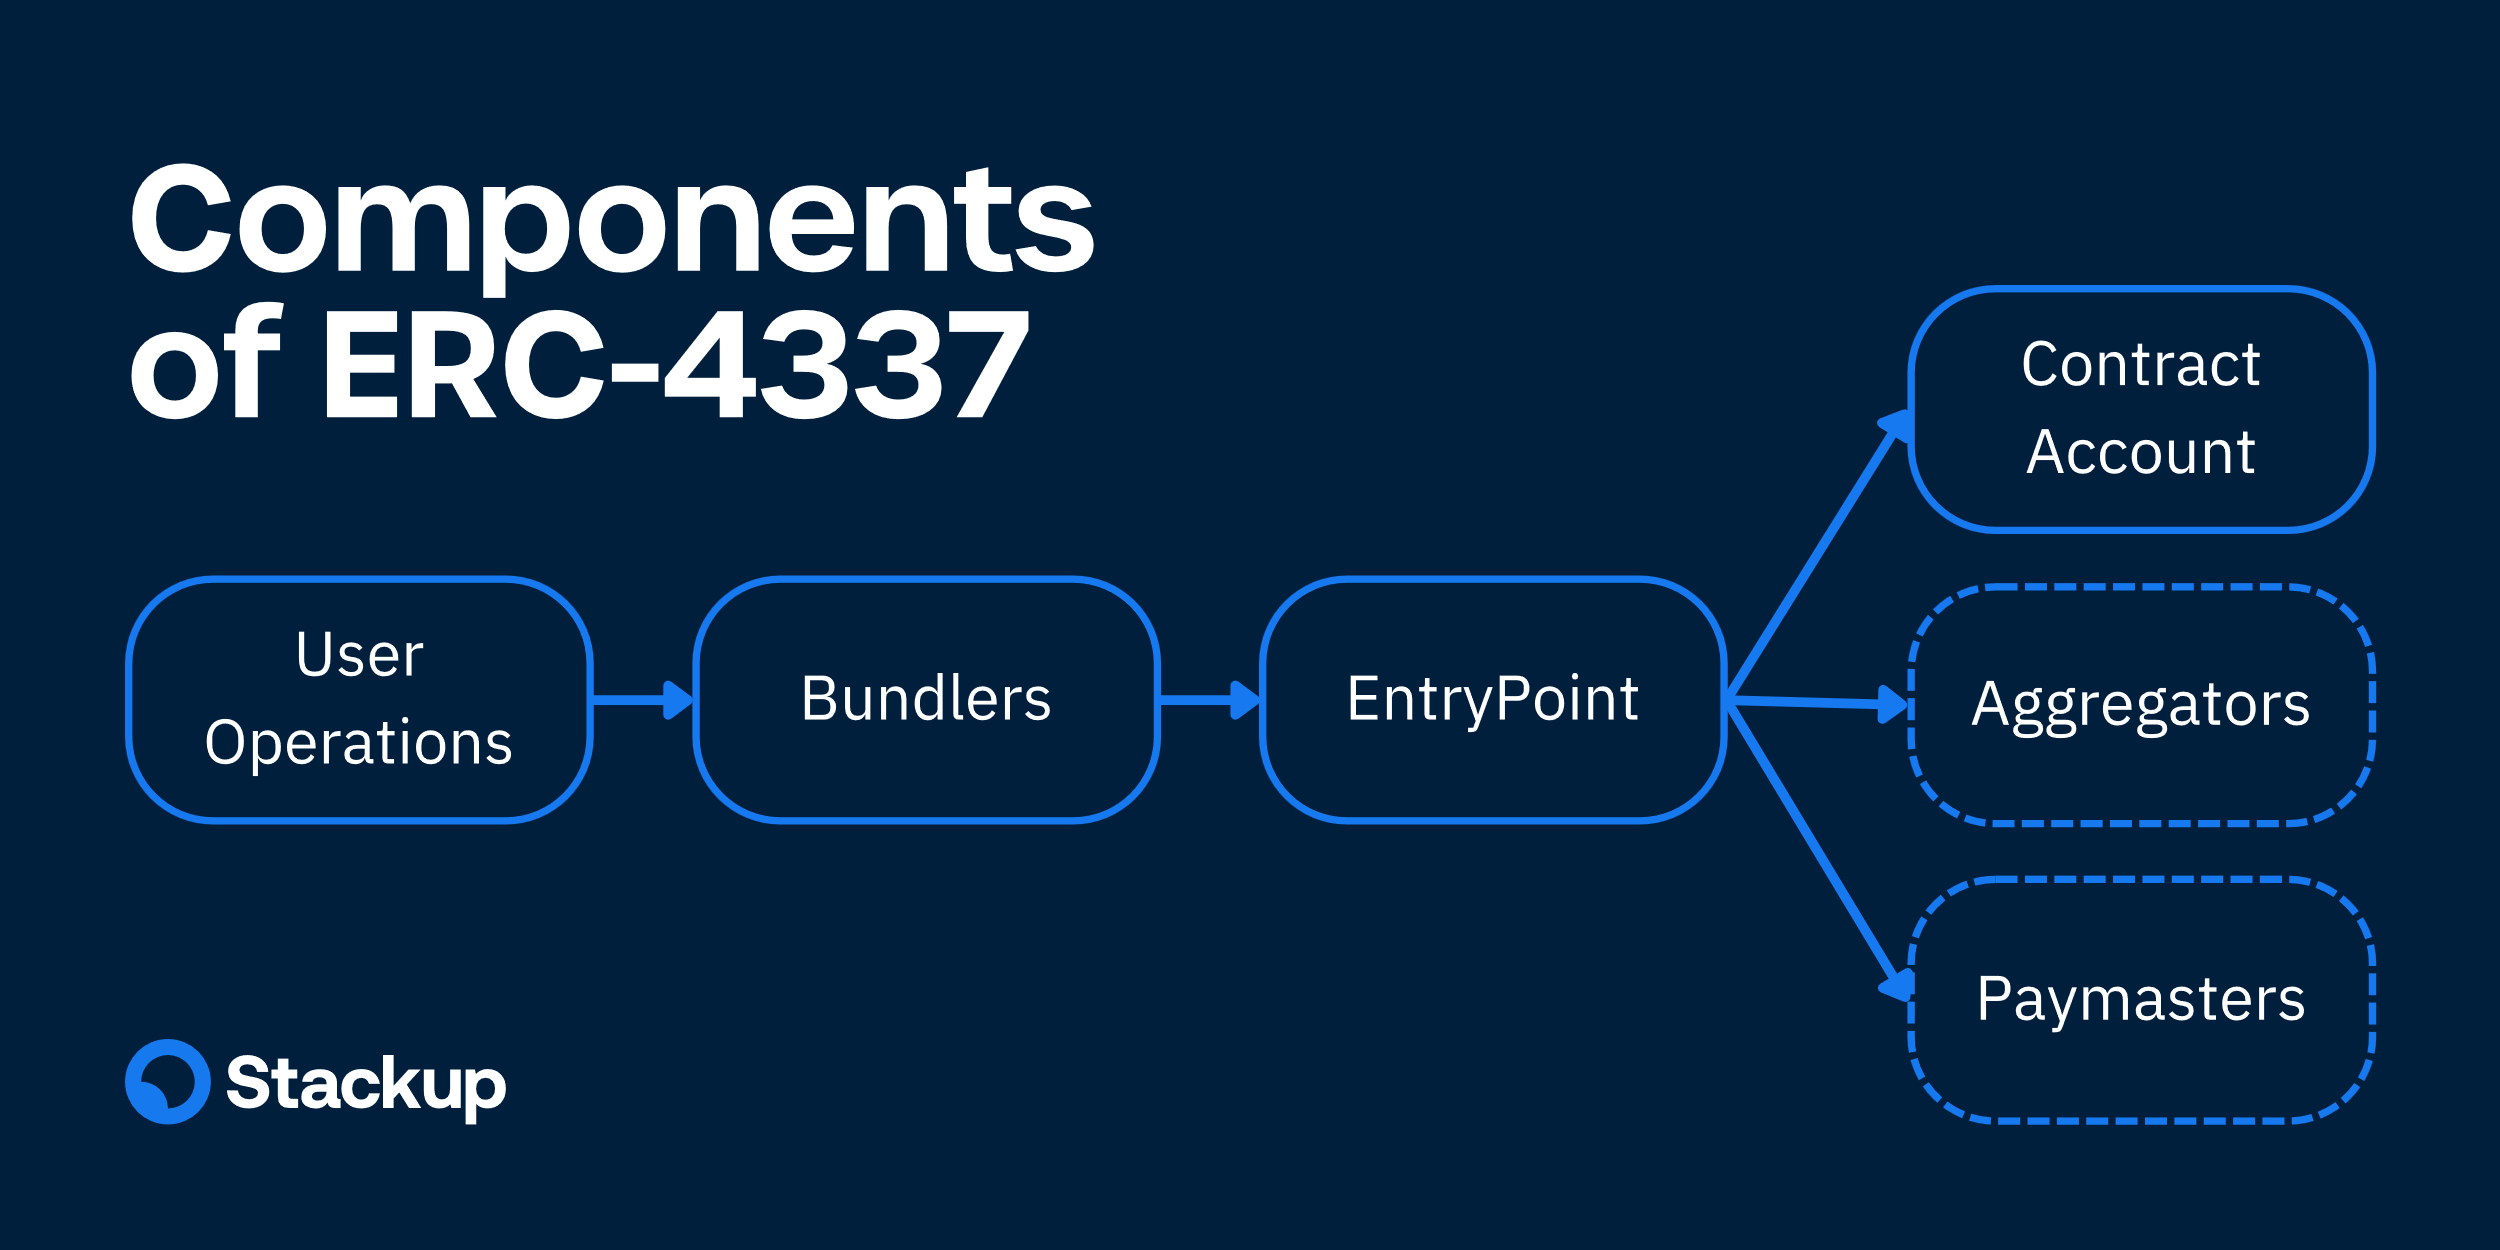 Components
of ERC-4337
Contract
Account
User
Operations
Bundlers
EntryPoint
Aggregators
Paymasters
Stackup